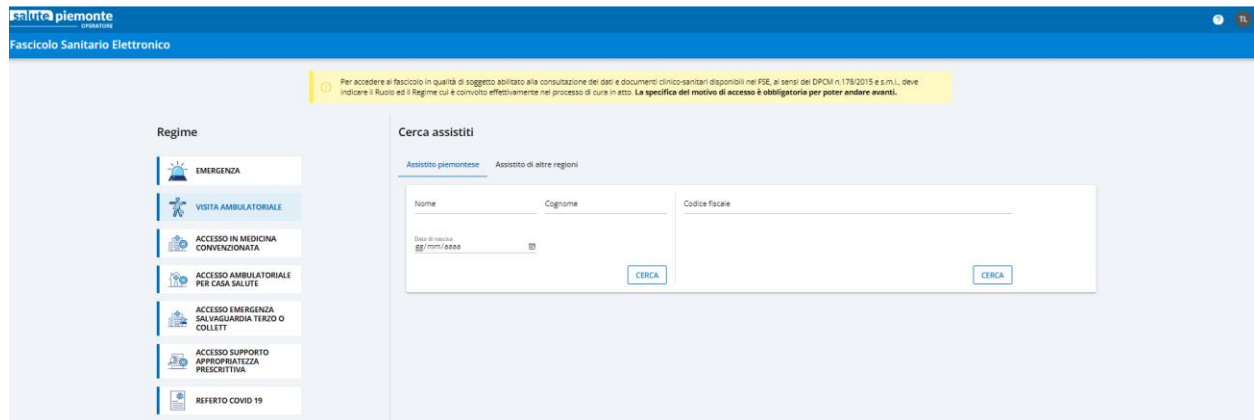 salute piemonte
OPERATORE
? TL
Fascicolo Sanitario Elettronico
Per accedere al fascicolo in qualità di soggetto abilitato alla consultazione dei dati e documenti clinico-sanitari disponibili nel FSE, ai sensi del DPCM n.178/2015 e s.m.i., deve
indicare il Ruolo ed il Regime cui è coinvolto effettivamente nel processo di cura in atto. La specifica del motivo di accesso è obbligatoria per poter andare avanti.
Regime
EMERGENZA
VISITA AMBULATORIALE
ACCESSO IN MEDICINA
CONVENZIONATA
ACCESSO AMBULATORIALE
PER CASA SALUTE
ACCESSO EMERGENZA
SALVAGUARDIA TERZO O
COLLETT
ACCESSO SUPPORTO
APPROPRIATEZZA
PRESCRITTIVA
REFERTO COVID 19
Cerca assistiti
Assistito piemontese Assistito di altre regioni
Nome Cognome Codice fiscale
Data di nascita
gg/mm/aaaa
CERCA CERCA